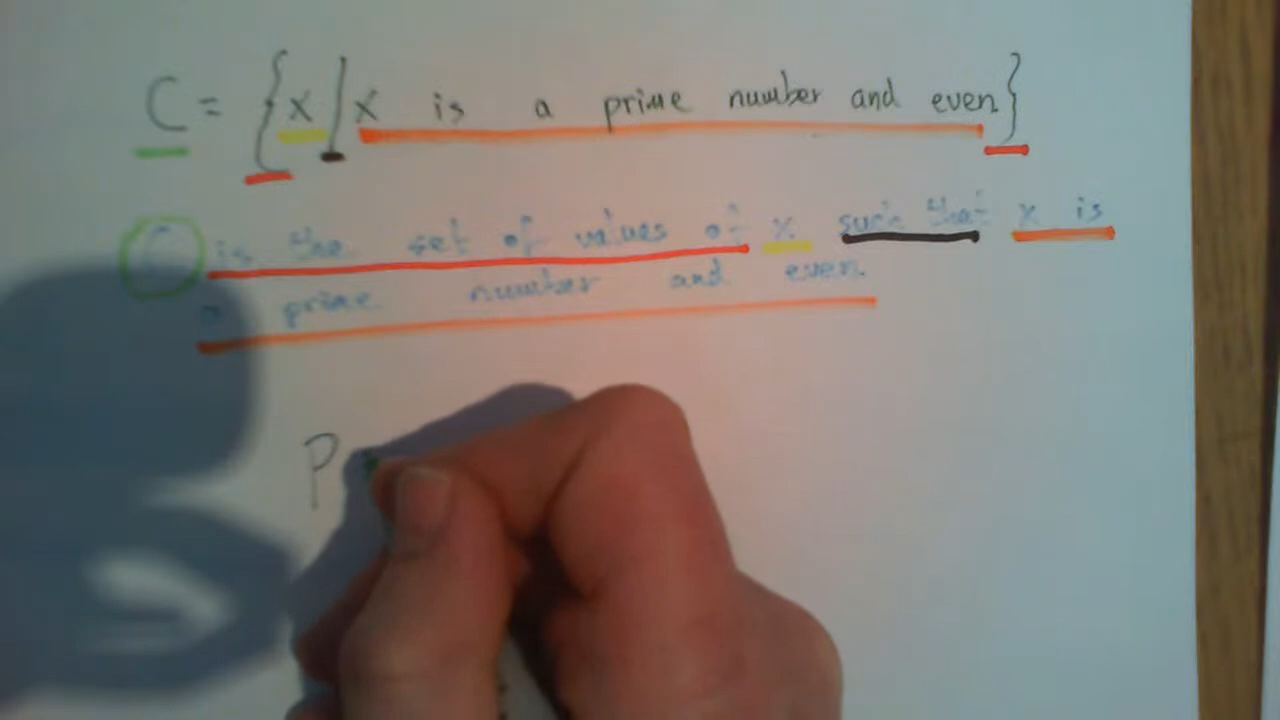 C = {x | x is a prime number and even}
C is the set of values of x such that x is
a prime number and even.
P